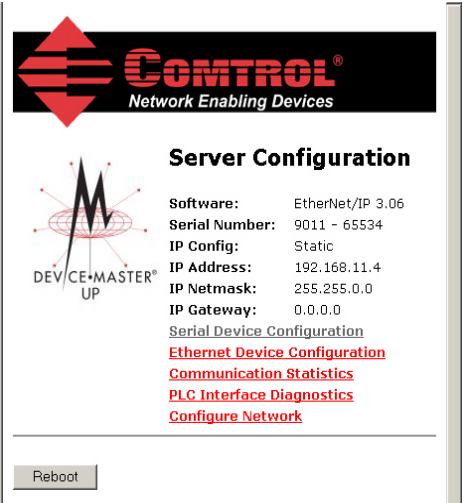 COMTROL®
Network Enabling Devices
Server Configuration
Software: EtherNet/IP 3.06
Serial Number: 9011 - 65534
IP Config: Static
IP Address: 192.168.11.4
IP Netmask: 255.255.0.0
IP Gateway: 0.0.0.0
Serial Device Configuration
Ethernet Device Configuration
Communication Statistics
PLC Interface Diagnostics
Configure Network
M
DEVICE•MASTER®
UP
Reboot